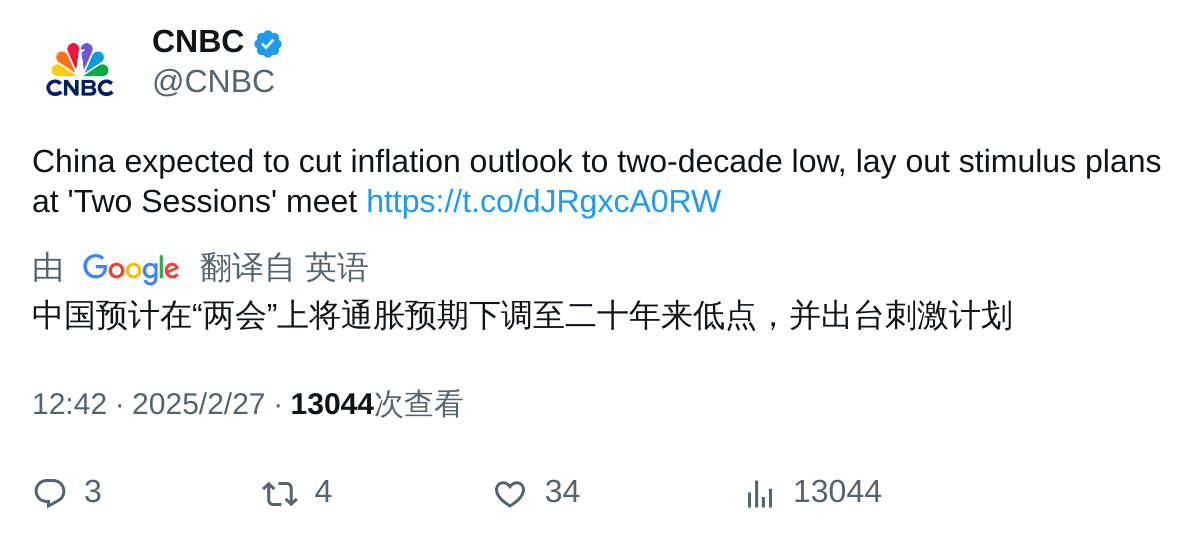 CNBC
@CNBC
CNBC
China expected to cut inflation outlook to two-decade low, lay out stimulus plans
at 'Two Sessions' meet https://t.co/dJRgxcA0RW
由 Google 翻译自 英语
中国预计在“两会”上将通胀预期下调至二十年来低点，并出台刺激计划
12:42 · 2025/2/27 · 13044次查看
3 4 34 13044